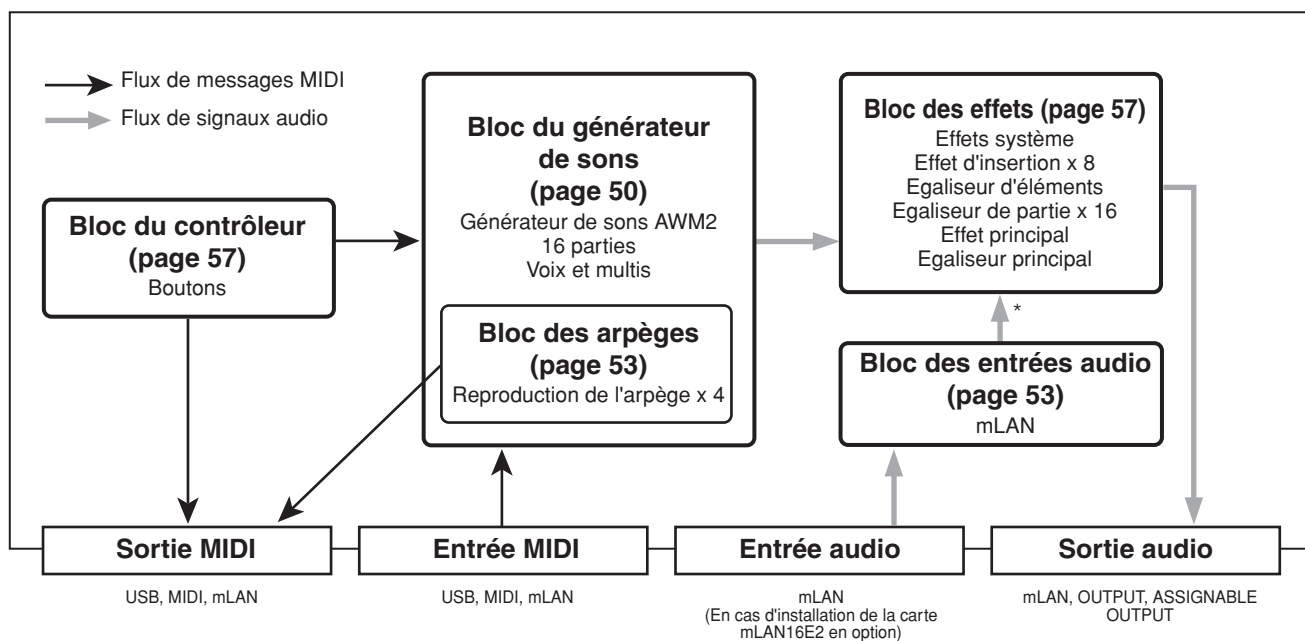 Flux de messages MIDI
Flux de signaux audio
Bloc du contrôleur
(page 57)
Boutons
Bloc du générateur
de sons
(page 50)
Générateur de sons AWM2
16 parties
Voix et multis
Bloc des arpèges
(page 53)
Reproduction de l'arpège x 4
Bloc des effets (page 57)
Effets système
Effet d'insertion x 8
Egaliseur d'éléments
Egaliseur de partie x 16
Effet principal
Egaliseur principal
*
Bloc des entrées audio
(page 53)
mLAN
Sortie MIDI
Entrée MIDI
Entrée audio
Sortie audio
USB, MIDI, mLAN
USB, MIDI, mLAN
mLAN
(En cas d'installation de la carte
mLAN16E2 en option)
mLAN, OUTPUT, ASSIGNABLE
OUTPUT